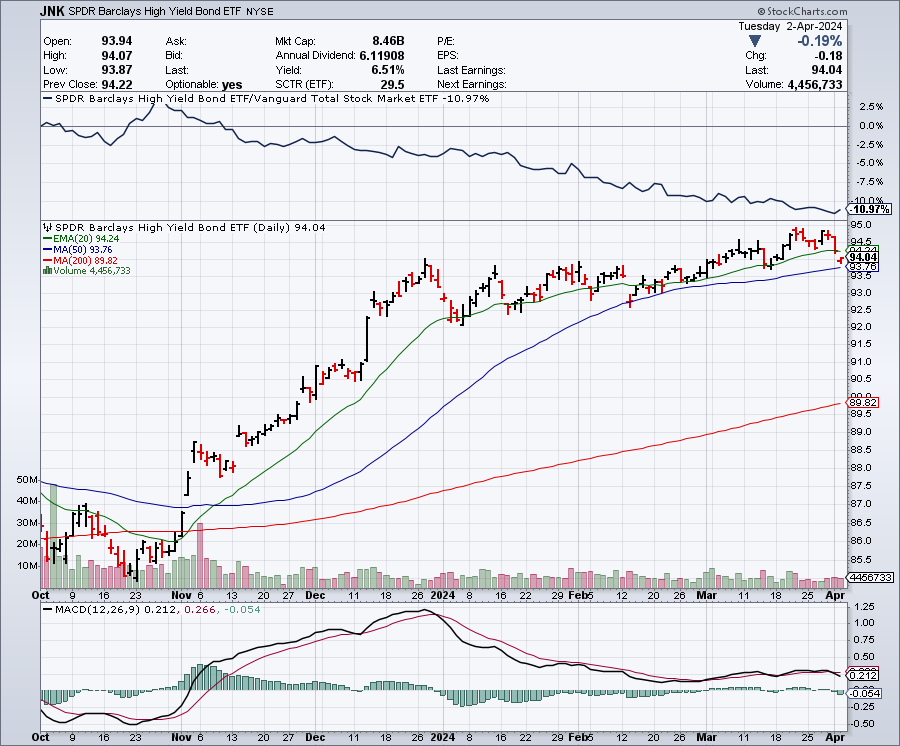 JNK SPDR Barclays High Yield Bond ETF NYSE
© StockCharts.com
Tuesday 2-Apr-2024
Open: 93.94 Ask: Mkt Cap: 8.46B P/E: -0.19%
High: 94.07 Bid: Annual Dividend: 6.11908 EPS: Chg: -0.18
Low: 93.87 Last: Yield: 6.51% Last Earnings: Last: 94.04
Prev Close: 94.22 Optionable: yes SCTR (ETF): 29.5 Next Earnings: Volume: 4,456,733
SPDR Barclays High Yield Bond ETF/Vanguard Total Stock Market ETF -10.97%
2.5%
0.0%
-2.5%
-5.0%
-7.5%
-10.0%
-10.97%
SPDR Barclays High Yield Bond ETF (Daily) 94.04
EMA(20) 94.24
MA(50) 93.76
MA(200) 89.82
Volume 4,456,733
95.0
94.5
94.04
93.76
93.5
93.0
92.5
92.0
91.5
91.0
90.5
89.82
89.5
89.0
88.5
88.0
87.5
87.0
86.5
86.0
85.5
4456733
50M
40M
30M
20M
10M
Oct 9 16 23 Nov 6 13 20 27 Dec 11 18 26 2024 8 16 22 29 Feb 5 12 20 26 Mar 11 18 25 Apr
MACD(12,26,9) 0.212, 0.266, -0.054
1.25
1.00
0.75
0.50
0.212
-0.054
-0.25
-0.50
Oct 9 16 23 Nov 6 13 20 27 Dec 11 18 26 2024 8 16 22 29 Feb 5 12 20 26 Mar 11 18 25 Apr